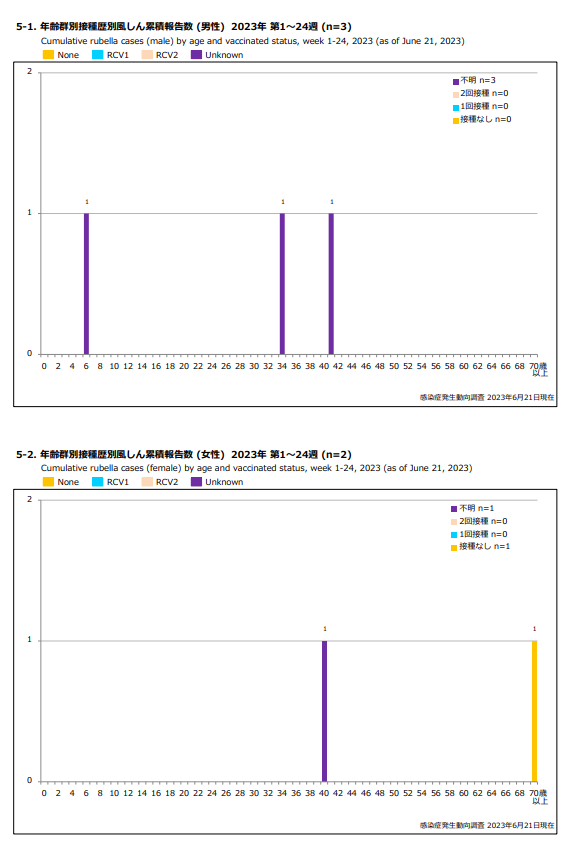 5-1. 年齢群別接種歴別風しん累積報告数 (男性) 2023年 第1～24週 (n=3)
Cumulative rubella cases (male) by age and vaccinated status, week 1-24, 2023 (as of June 21, 2023)
None RCV1 RCV2 Unknown
2
不明 n=3
2回接種 n=0
1回接種 n=0
接種なし n=0
1 1 1
1
0
0 2 4 6 8 10 12 14 16 18 20 22 24 26 28 30 32 34 36 38 40 42 44 46 48 50 52 54 56 58 60 62 64 66 68 70歳
以上
感染症発生動向調査 2023年6月21日現在
5-2. 年齢群別接種歴別風しん累積報告数 (女性) 2023年 第1～24週 (n=2)
Cumulative rubella cases (female) by age and vaccinated status, week 1-24, 2023 (as of June 21, 2023)
None RCV1 RCV2 Unknown
2
不明 n=1
2回接種 n=0
1回接種 n=0
接種なし n=1
1 1
1
0
0 2 4 6 8 10 12 14 16 18 20 22 24 26 28 30 32 34 36 38 40 42 44 46 48 50 52 54 56 58 60 62 64 66 68 70歳
以上
感染症発生動向調査 2023年6月21日現在